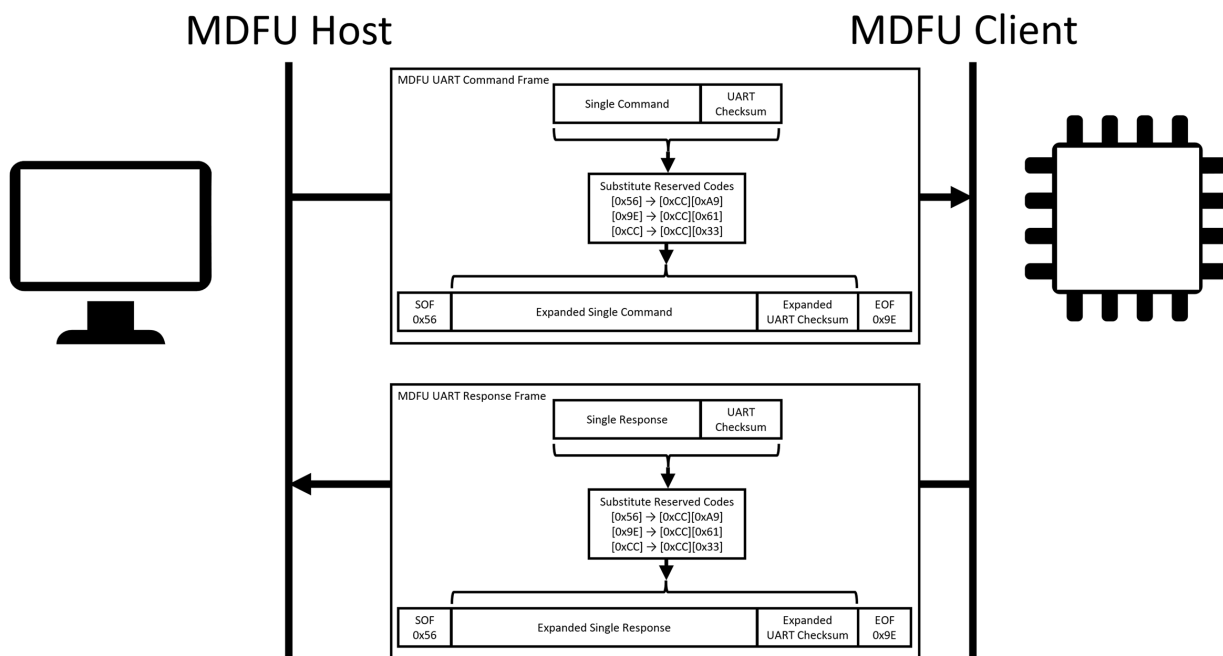 MDFU Host
MDFU Client
MDFU UART Command Frame
Single Command
UART
Checksum
Substitute Reserved Codes
[0x56] → [0xCC][0xA9]
[0x9E] → [0xCC][0x61]
[0xCC] → [0xCC][0x33]
SOF
0x56
Expanded Single Command
Expanded
UART Checksum
EOF
0x9E
MDFU UART Response Frame
Single Response
UART
Checksum
Substitute Reserved Codes
[0x56] → [0xCC][0xA9]
[0x9E] → [0xCC][0x61]
[0xCC] → [0xCC][0x33]
SOF
0x56
Expanded Single Response
Expanded
UART Checksum
EOF
0x9E